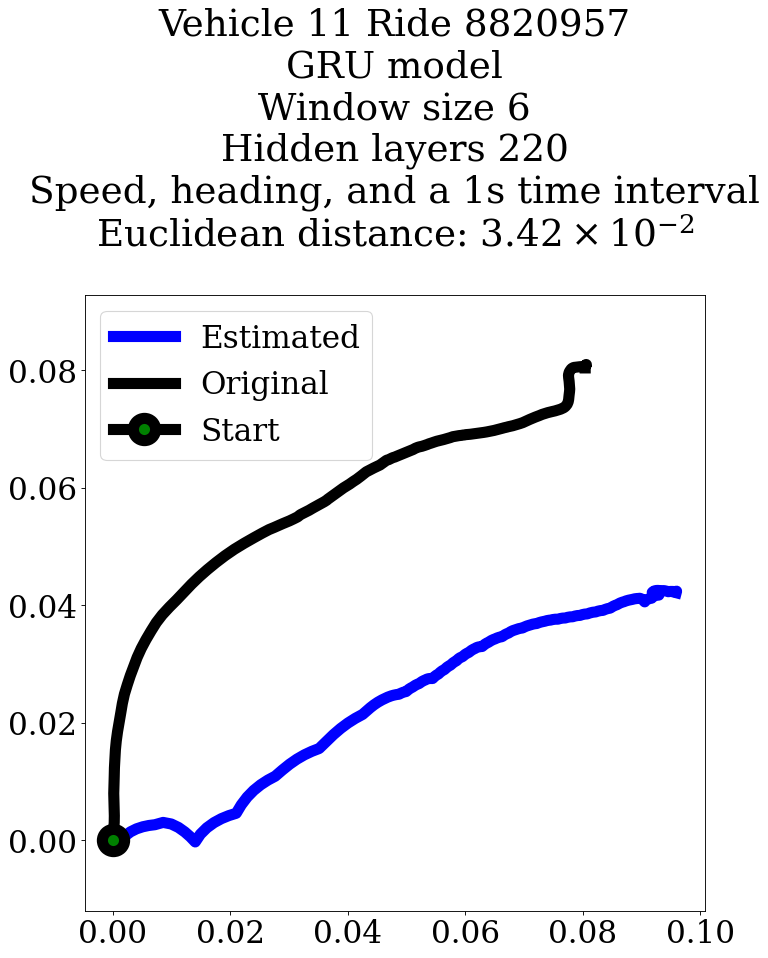 Vehicle 11 Ride 8820957
GRU model
Window size 6
Hidden layers 220
Speed, heading, and a 1s time interval
Euclidean distance: 3.42 × 10⁻²
Estimated
Original
Start
0.08
0.06
0.04
0.02
0.00
0.00 0.02 0.04 0.06 0.08 0.10